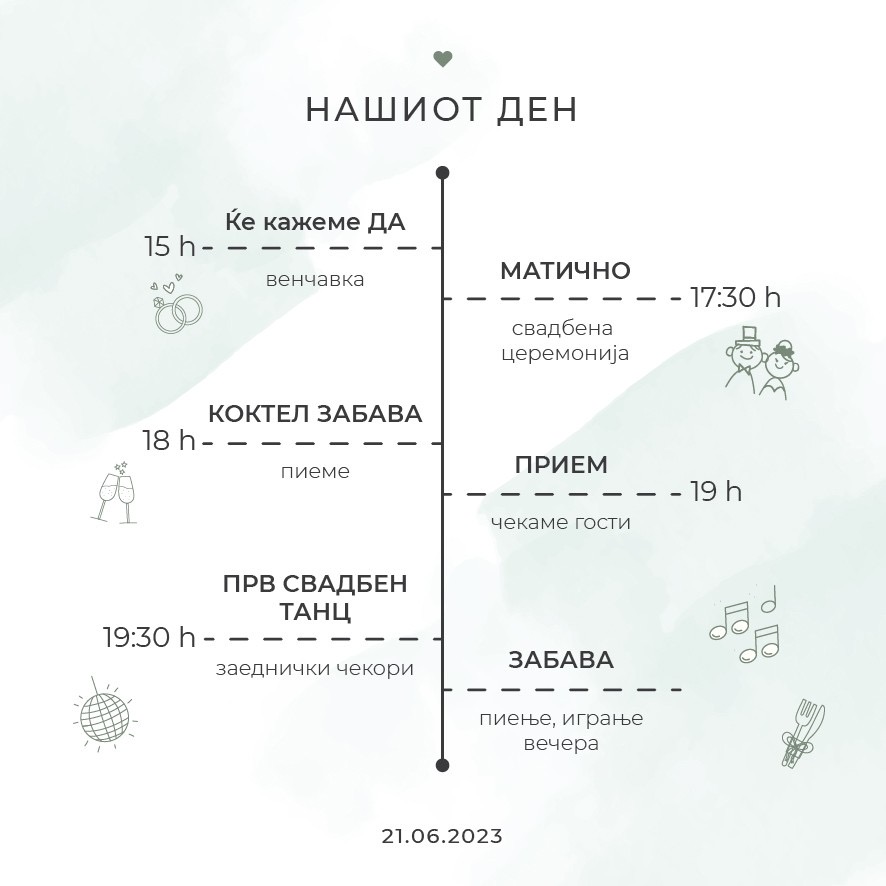 НАШИОТ ДЕН
Ќе кажеме ДА
15 h
венчавка
МАТИЧНО
17:30 h
свадбена
церемонија
КОКТЕЛ ЗАБАВА
18 h
пиеме
ПРИЕМ
19 h
чекаме гости
ПРВ СВАДБЕН
ТАНЦ
19:30 h
заеднички чекори
ЗАБАВА
пиење, играње
вечера
21.06.2023